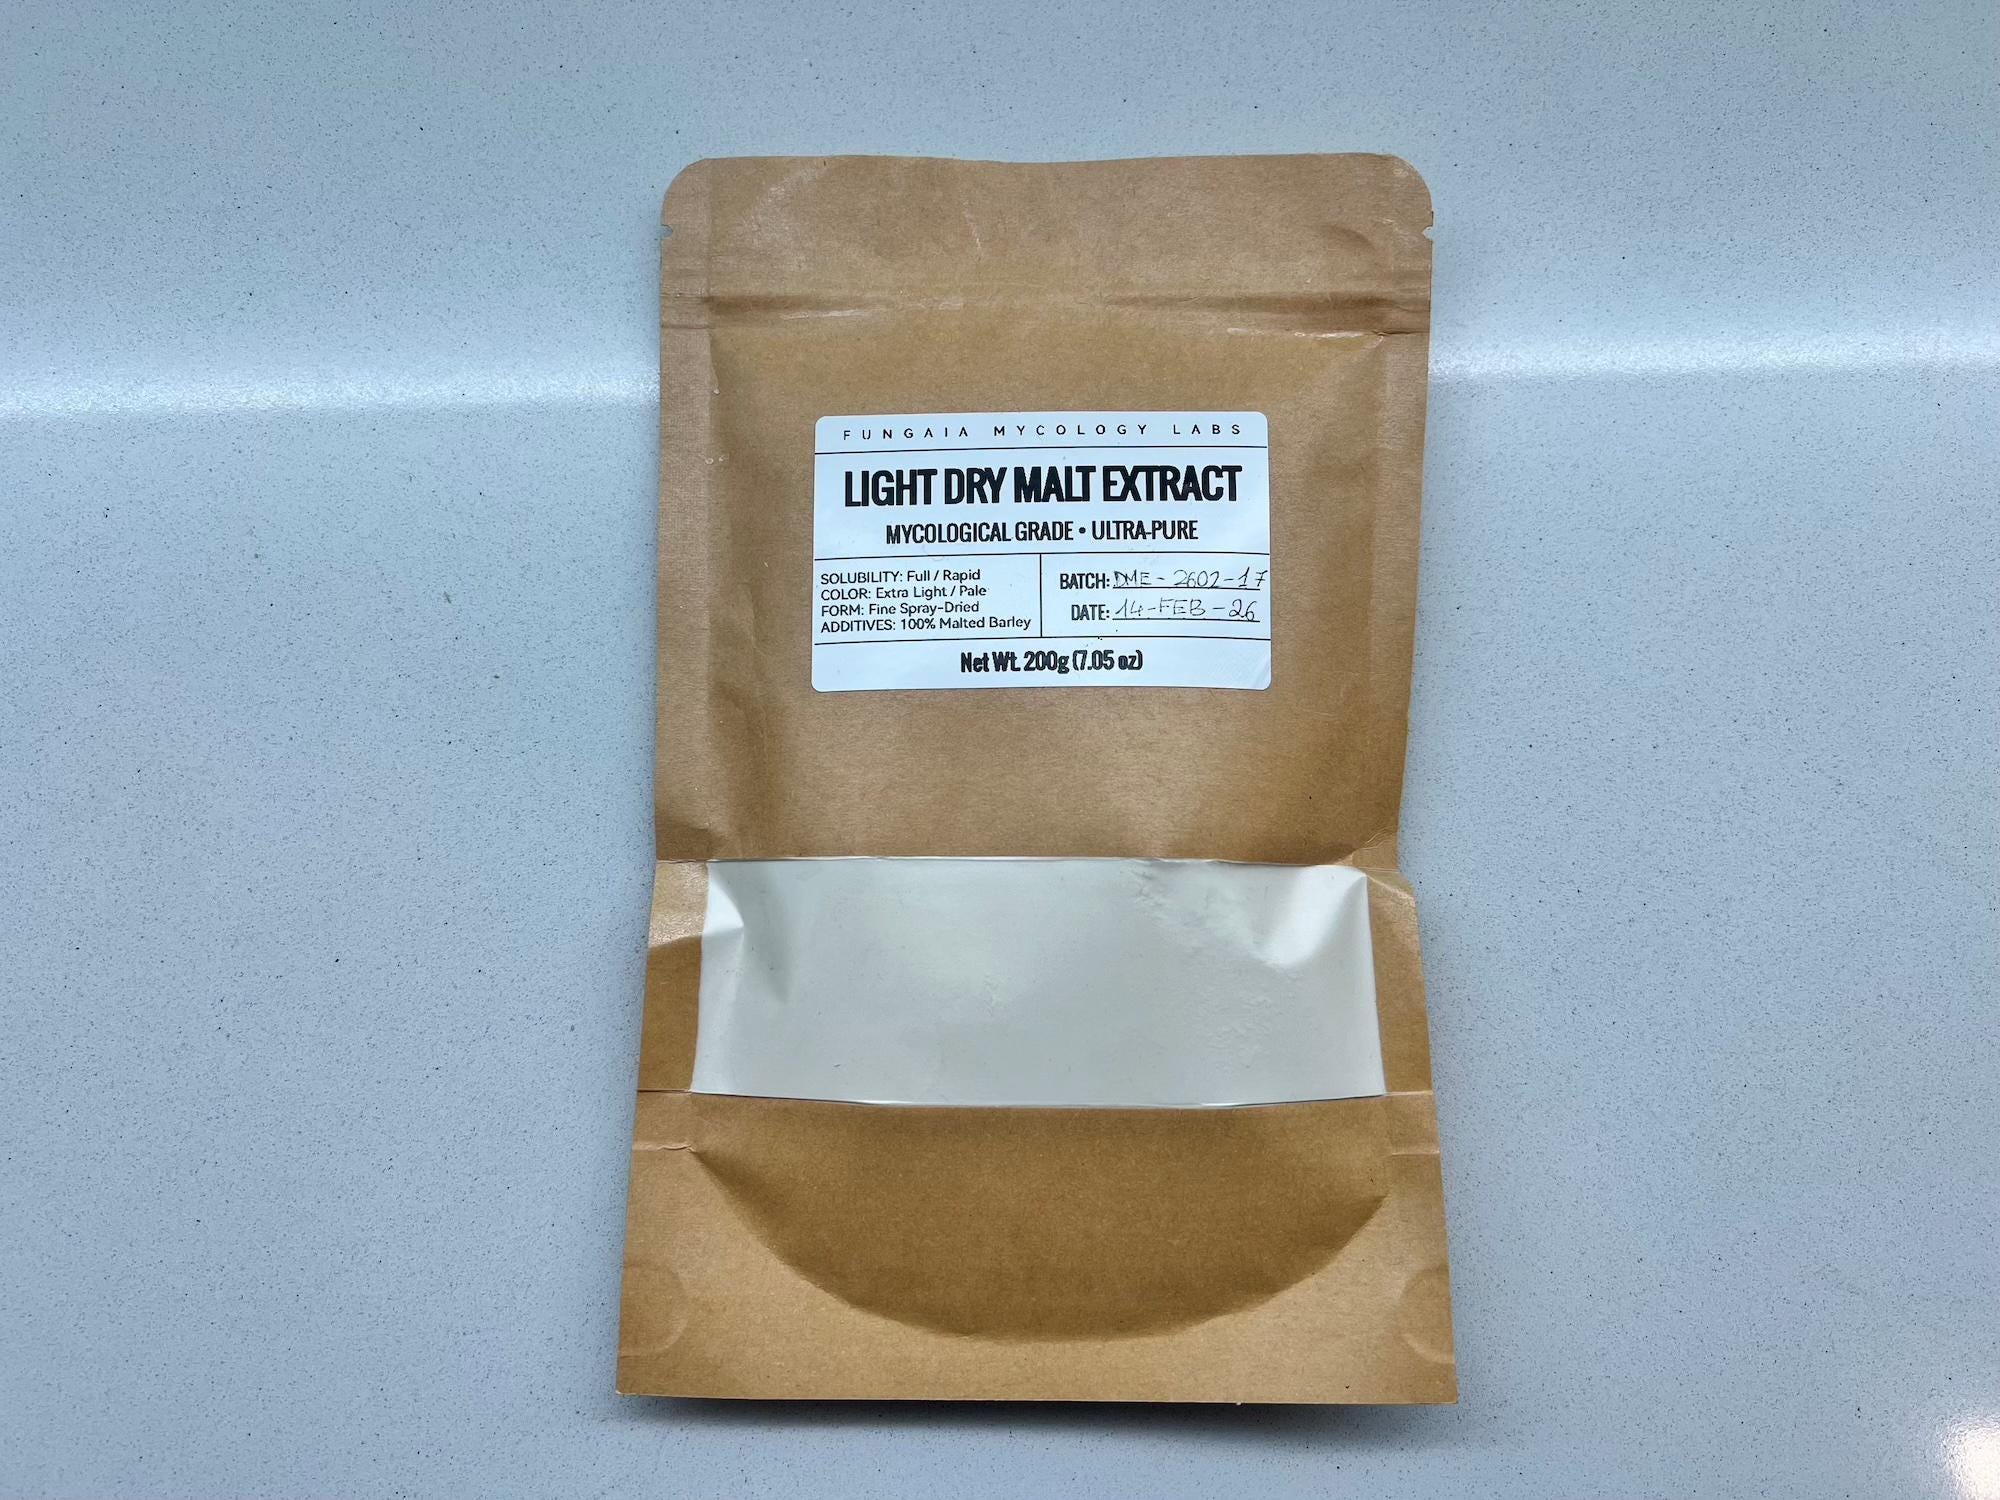 FUNGAIA MYCOLOGY LABS
LIGHT DRY MALT EXTRACT
MYCOLOGICAL GRADE • ULTRA-PURE
SOLUBILITY: Full / Rapid
COLOR: Extra Light / Pale
FORM: Fine Spray-Dried
ADDITIVES: 100% Malted Barley
BATCH: DME - 2602-17
DATE: 14-FEB-26
Net Wt. 200g (7.05 oz)